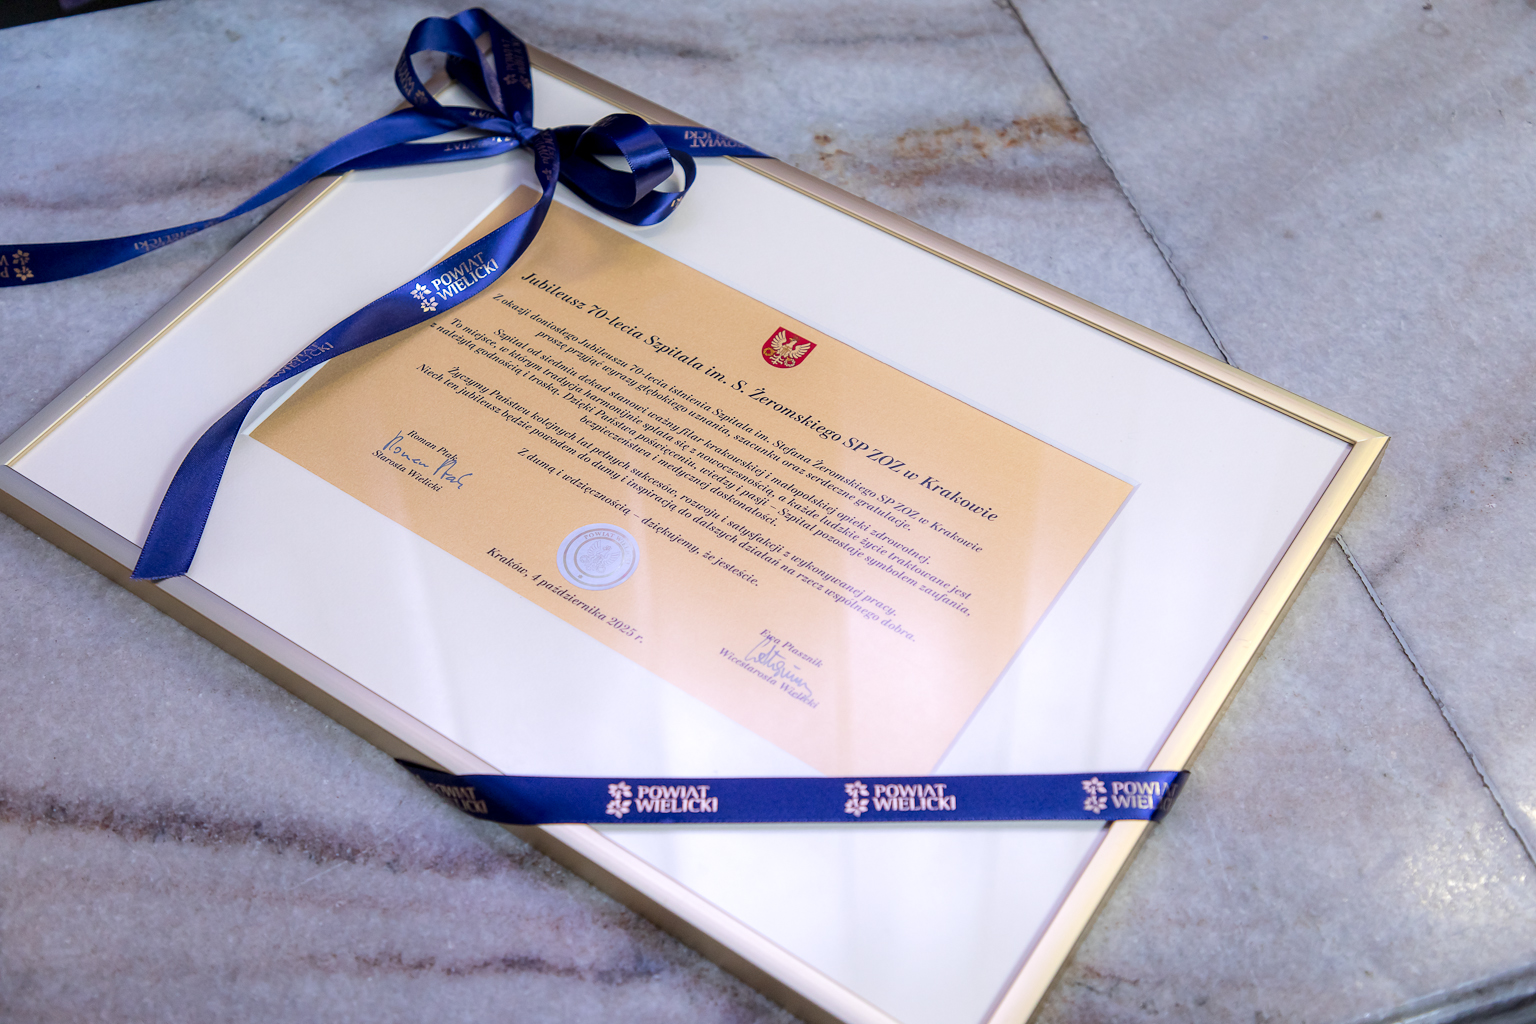 Jubileusz 70-lecia Szpitala im. S. Żeromskiego SP ZOZ w Krakowie
Z okazji doniosłego Jubileuszu 70-lecia istnienia Szpitala im. Stefana Żeromskiego SP ZOZ w Krakowie
proszę przyjąć wyrazy głębokiego uznania, szacunku oraz serdeczne gratulacje.
Szpital od siedmiu dekad stanowi ważny filar krakowskiej i małopolskiej opieki zdrowotnej.
To miejsce, w którym tradycja harmonijnie splata się z nowoczesnością, a każde ludzkie życie traktowane jest
z należytą godnością i troską. Dzięki Państwa poświęceniu, wiedzy i pasji – Szpital pozostaje symbolem zaufania,
bezpieczeństwa i medycznej doskonałości.
Życzymy Państwu kolejnych lat pełnych sukcesów, rozwoju i satysfakcji z wykonywanej pracy.
Niech ten jubileusz będzie powodem do dumy i inspiracją do dalszych działań na rzecz wspólnego dobra.
Z dumą i wdzięcznością – dziękujemy, że jesteście.
Roman Ptak
Starosta Wielicki
Kraków, 4 października 2025 r.
Ewa Ptasznik
Wicestarosta Wielicki
POWIAT
WIELICKI
POWIAT
WIELICKI
POWIAT
WIELICKI